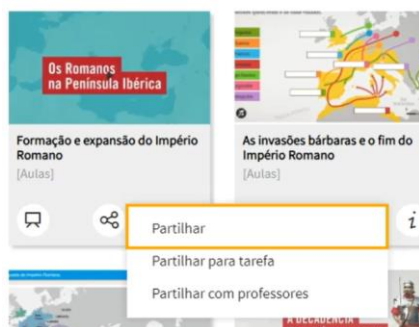 Os Romanos
na Península Ibérica
Formação e expansão do Império
Romano
[Aulas]
As invasões bárbaras e o fim do
Império Romano
[Aulas]
i
Partilhar
Partilhar para tarefa
Partilhar com professores
A DECADÊNCIA